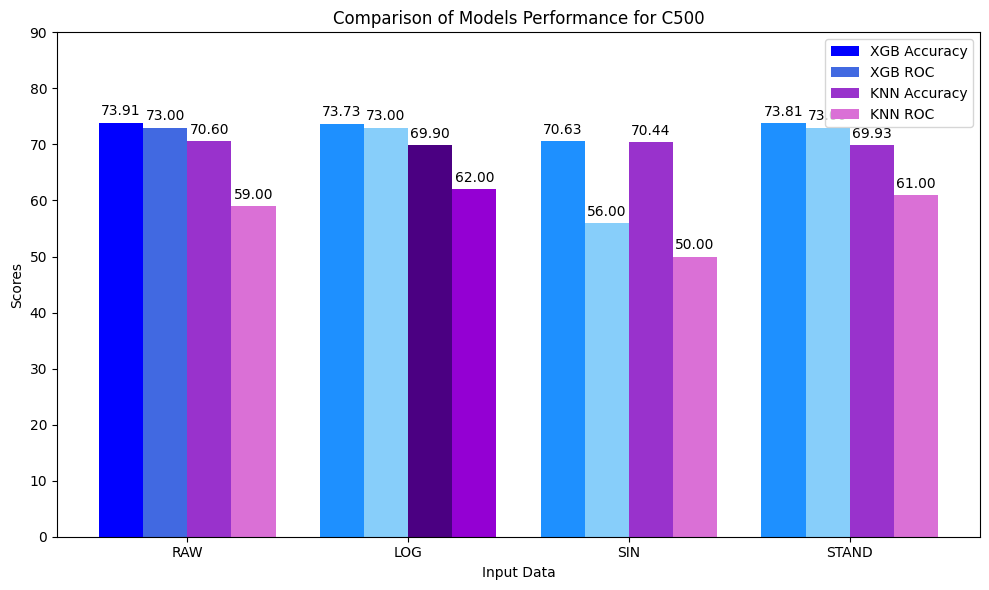 Comparison of Models Performance for C500
90
80
70
60
50
40
30
20
10
0
Scores
XGB Accuracy
XGB ROC
KNN Accuracy
KNN ROC
73.91
73.00
70.60
59.00
73.73
73.00
69.90
62.00
70.63
56.00
70.44
50.00
73.81
69.93
61.00
RAW
LOG
SIN
STAND
Input Data